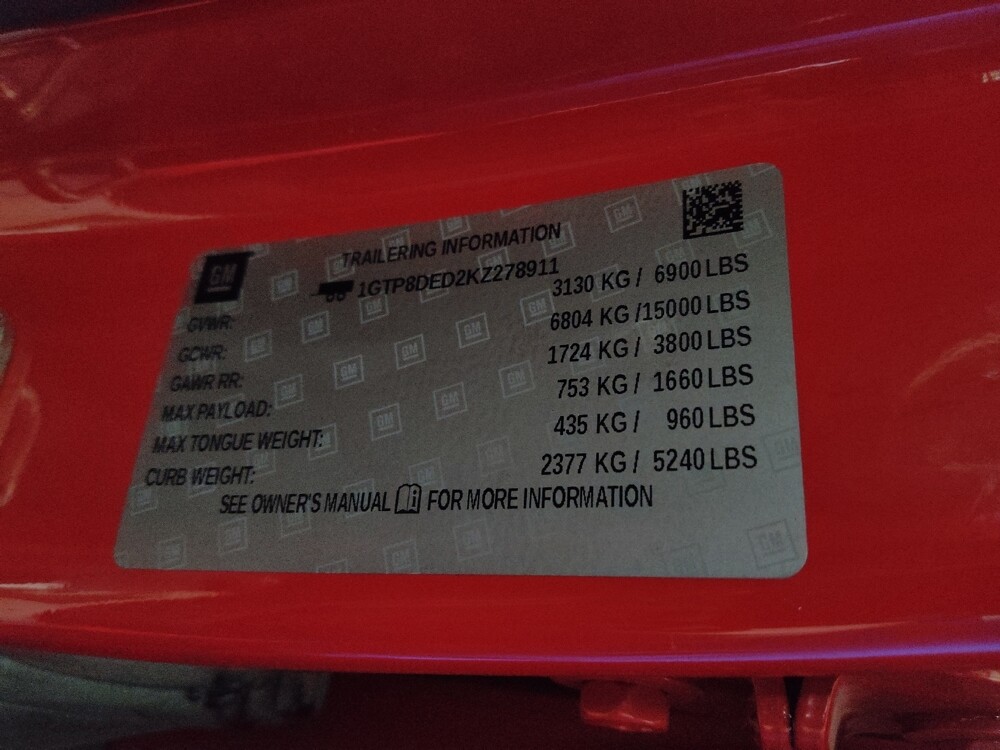 GM
TRAILERING INFORMATION
1GTP8DED2KZ278911
GVWR: 3130 KG / 6900 LBS
GCWR: 6804 KG / 15000 LBS
GAWR RR: 1724 KG / 3800 LBS
MAX PAYLOAD: 753 KG / 1660 LBS
MAX TONGUE WEIGHT: 435 KG / 960 LBS
CURB WEIGHT: 2377 KG / 5240 LBS
SEE OWNER'S MANUAL FOR MORE INFORMATION